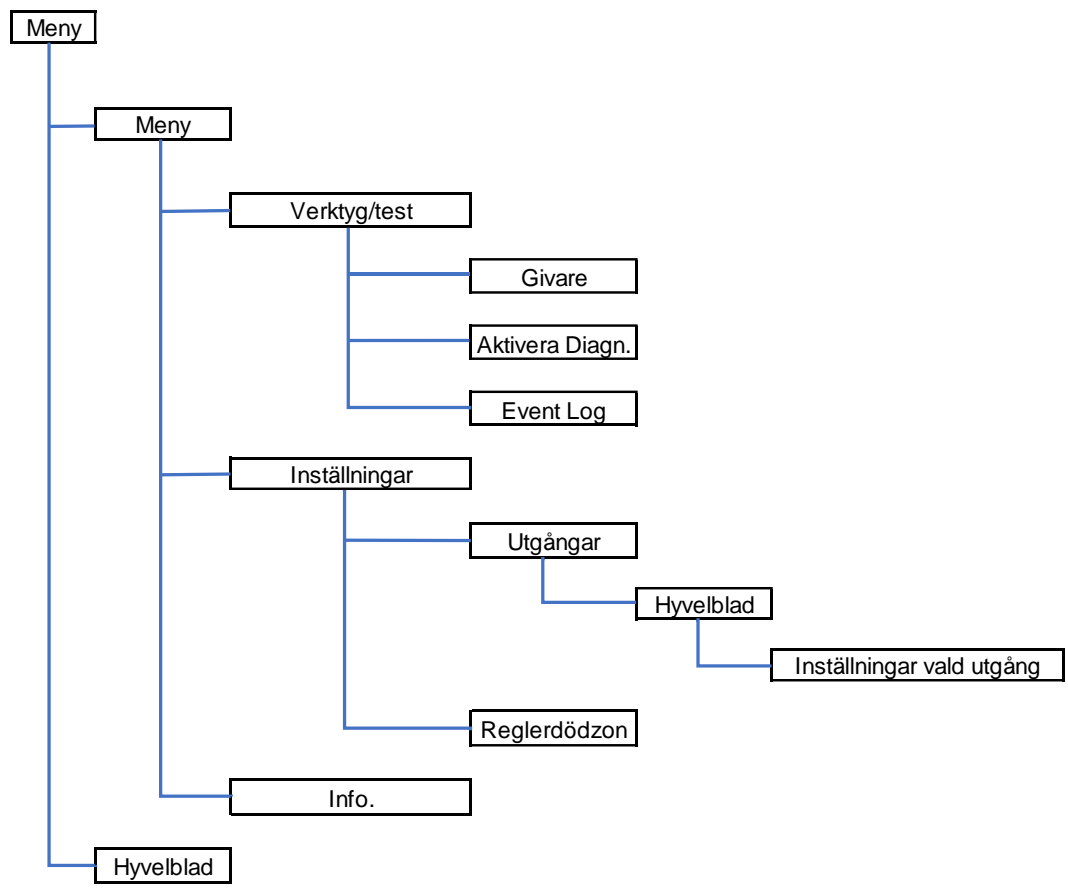 Meny
Meny
Verktyg/test
Givare
Aktivera Diagn.
Event Log
Inställningar
Utgångar
Hyvelblad
Inställningar vald utgång
Reglerdödzon
Info.
Hyvelblad